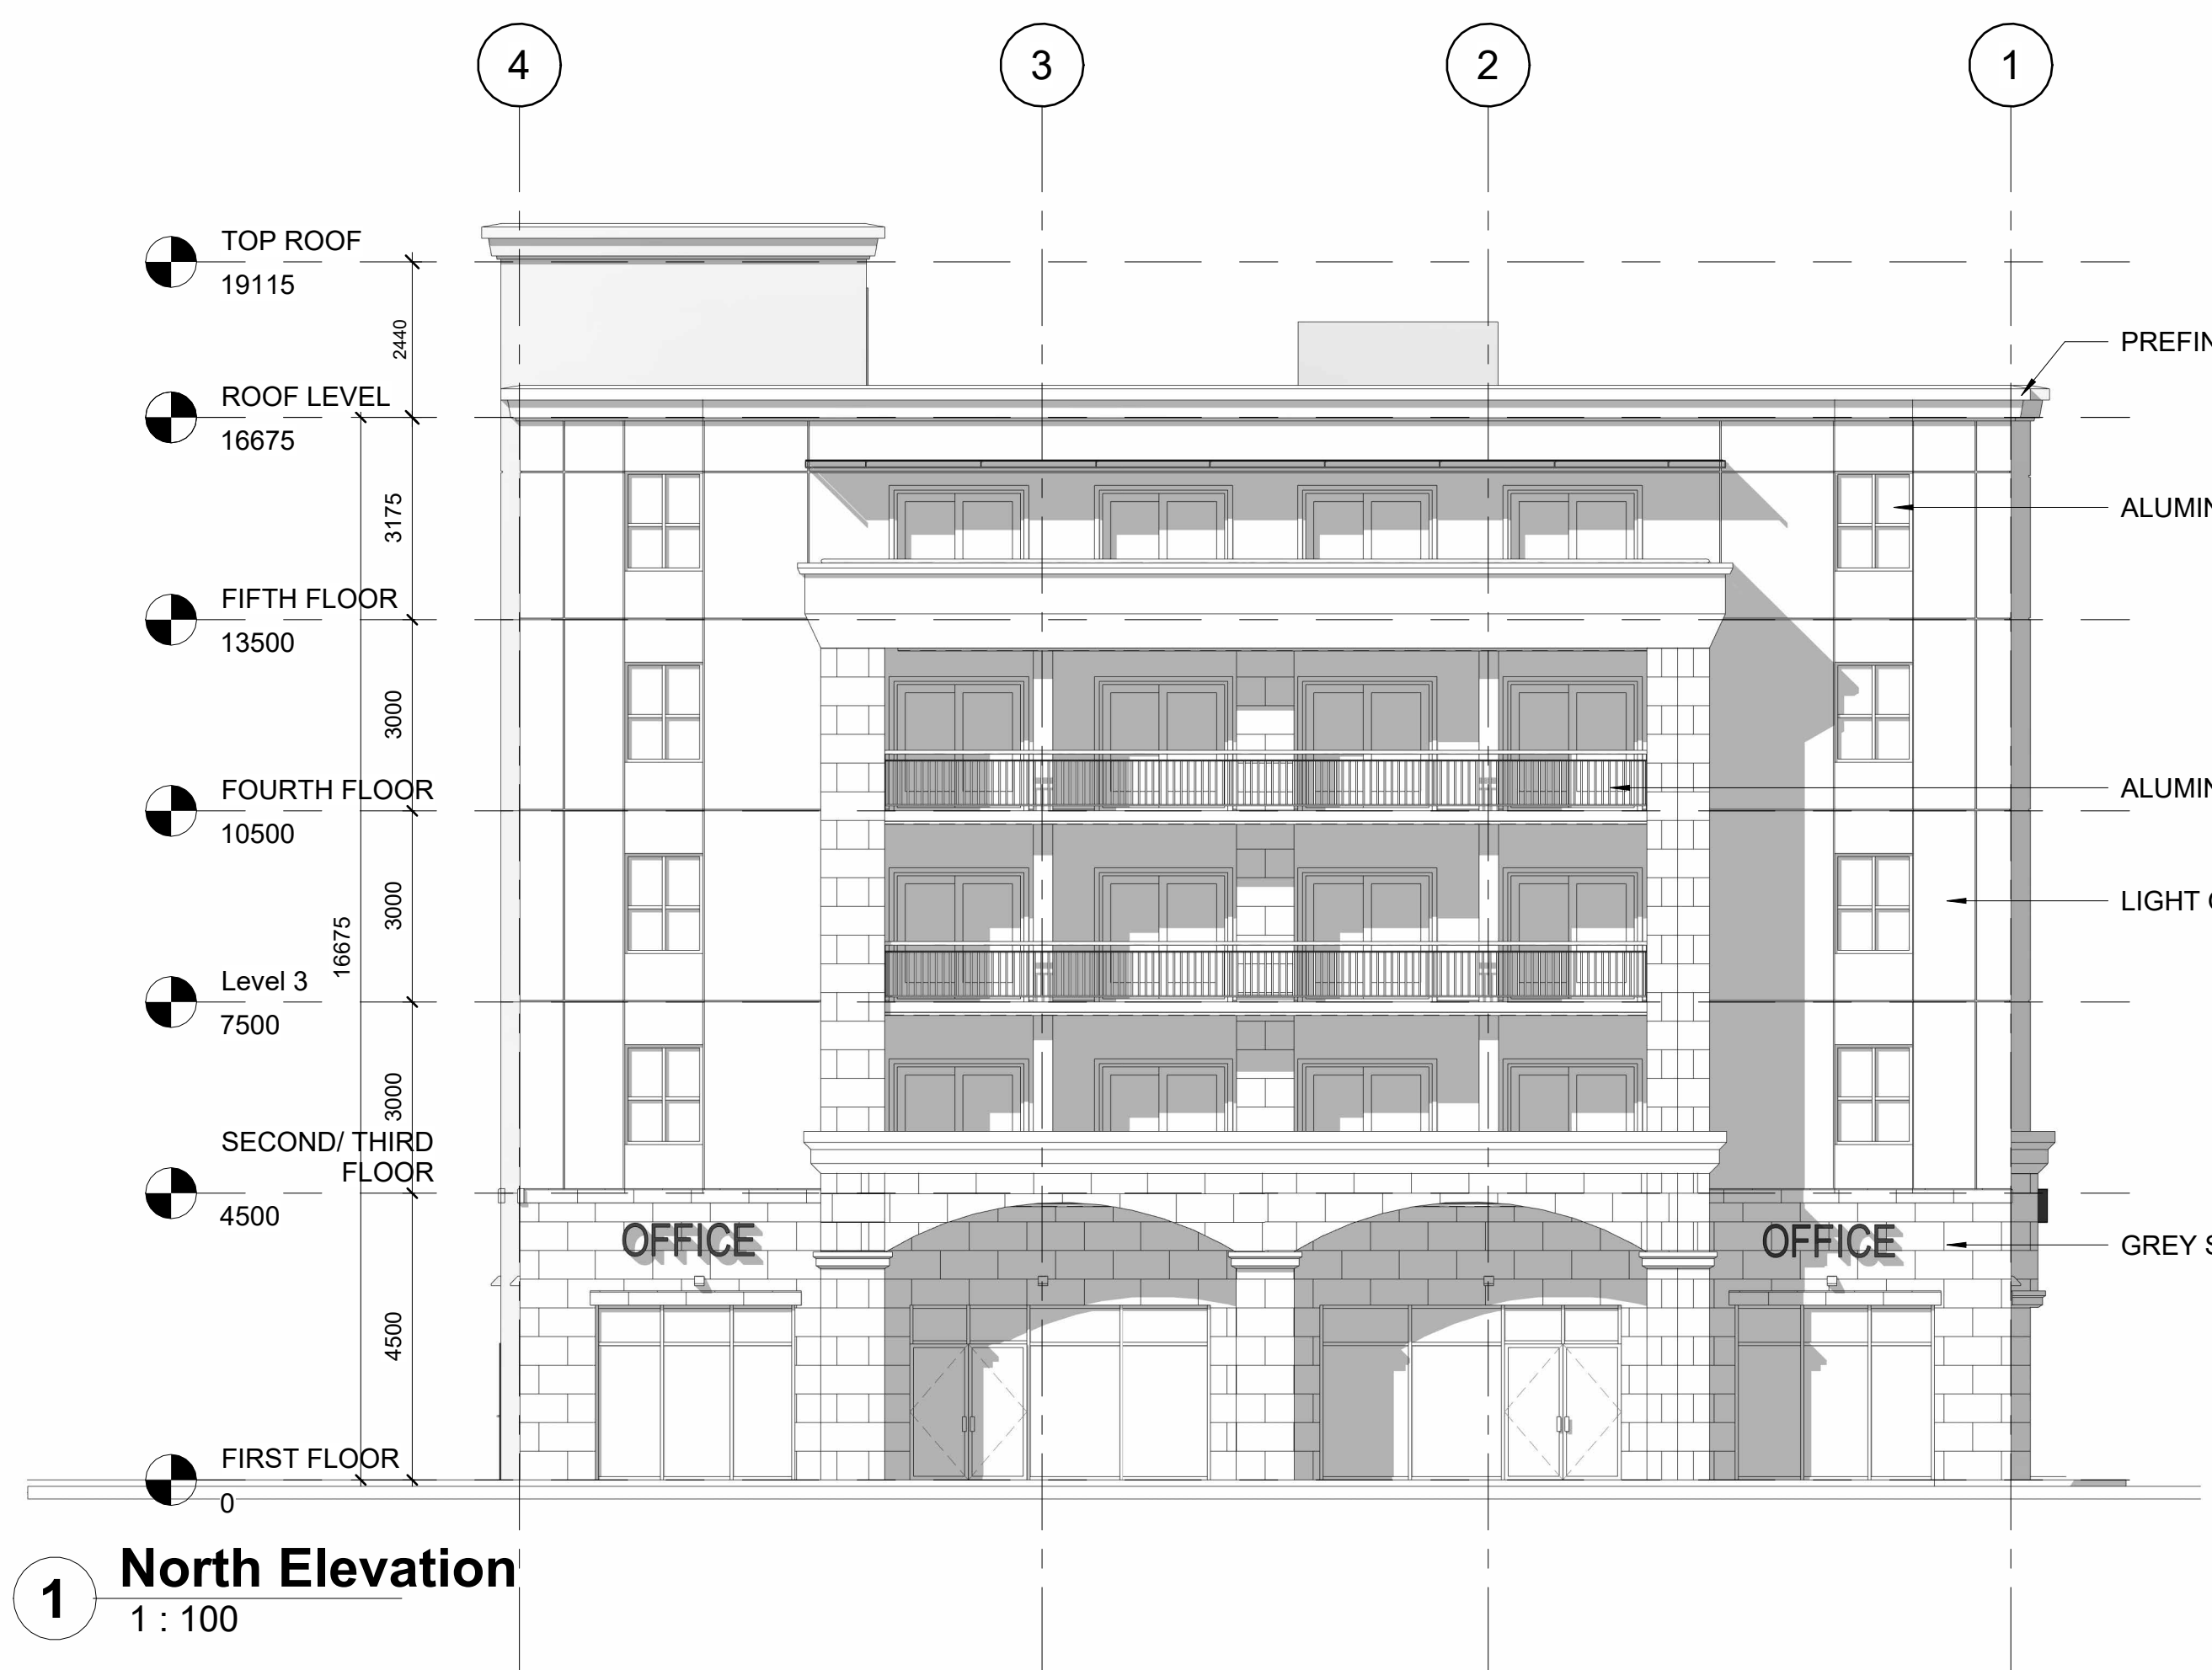 4 3 2 1
TOP ROOF
19115
2440
PREFIN
ROOF LEVEL
16675
3175
ALUMIN
FIFTH FLOOR
13500
3000
ALUMIN
FOURTH FLOOR
10500
3000
LIGHT
16675
Level 3
7500
3000
SECOND/ THIRD
FLOOR
4500
OFFICE OFFICE
GREY
4500
FIRST FLOOR
0
1 North Elevation
1 : 100